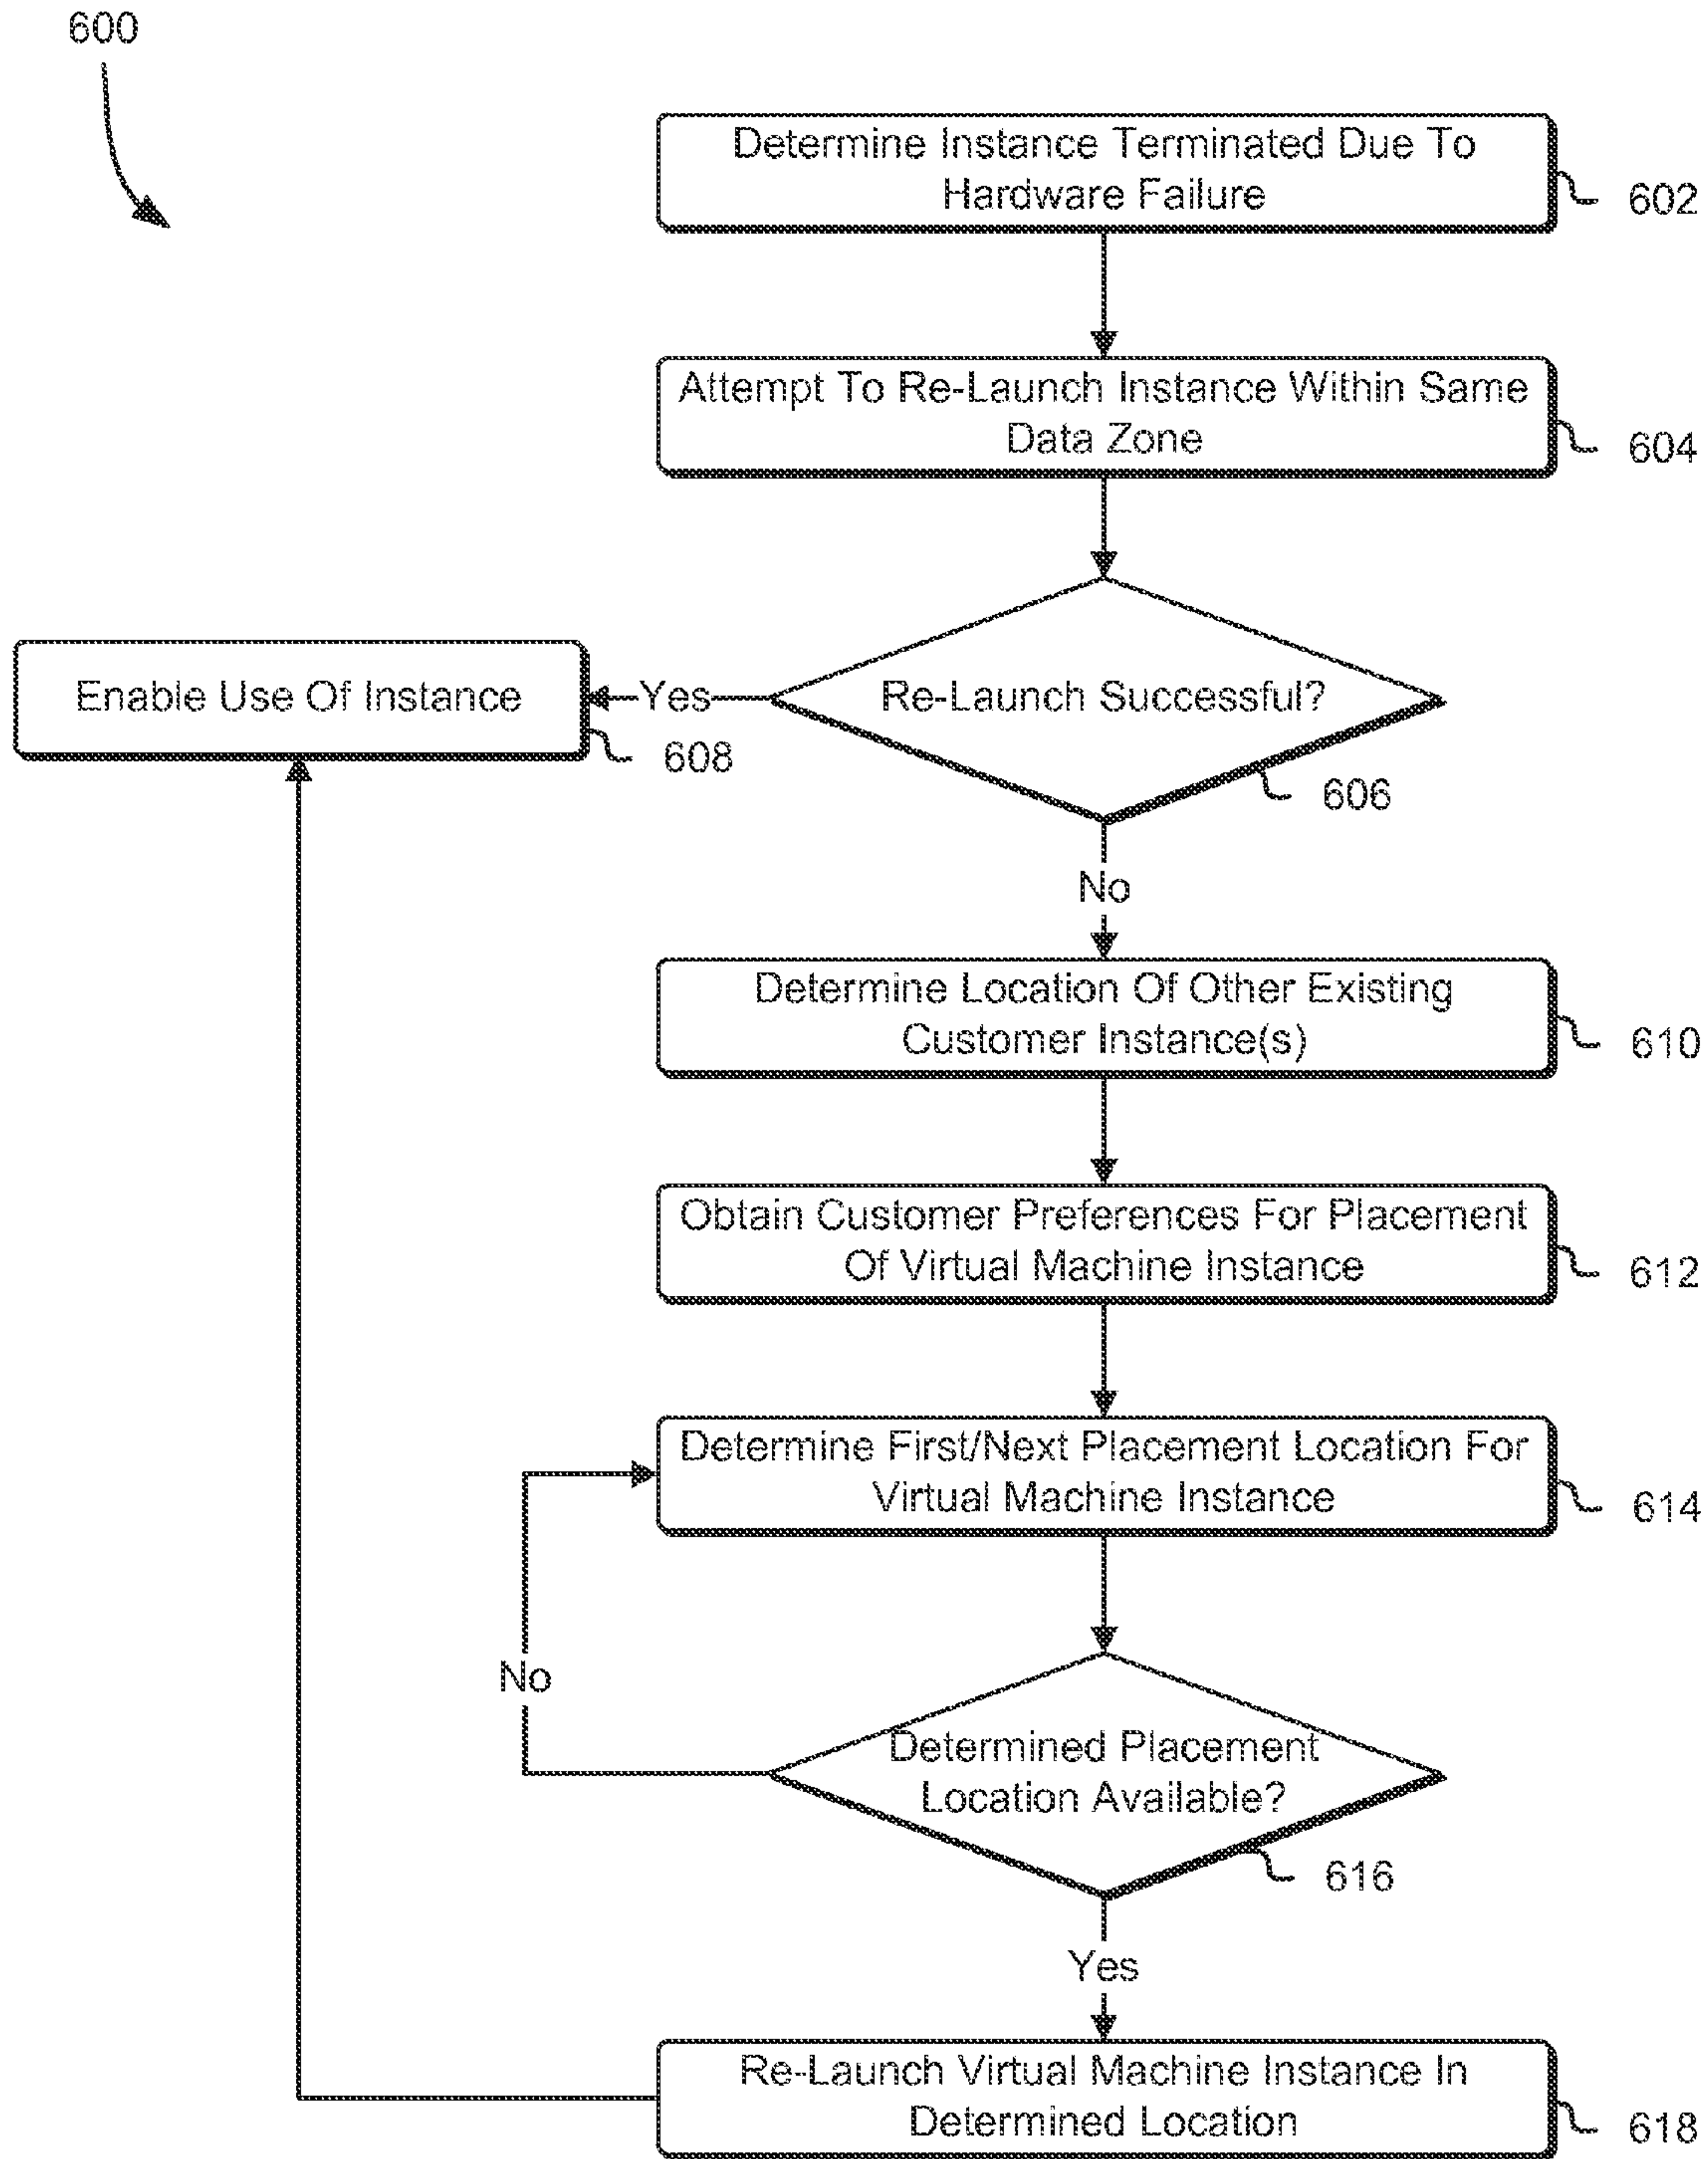 600
Determine Instance Terminated Due To
Hardware Failure
602
Attempt To Re-Launch Instance Within Same
Data Zone
604
Re-Launch Successful?
606
Yes
Enable Use Of Instance
608
No
Determine Location Of Other Existing
Customer Instance(s)
610
Obtain Customer Preferences For Placement
Of Virtual Machine Instance
612
Determine First/Next Placement Location For
Virtual Machine Instance
614
No
Determined Placement
Location Available?
616
Yes
Re-Launch Virtual Machine Instance In
Determined Location
618